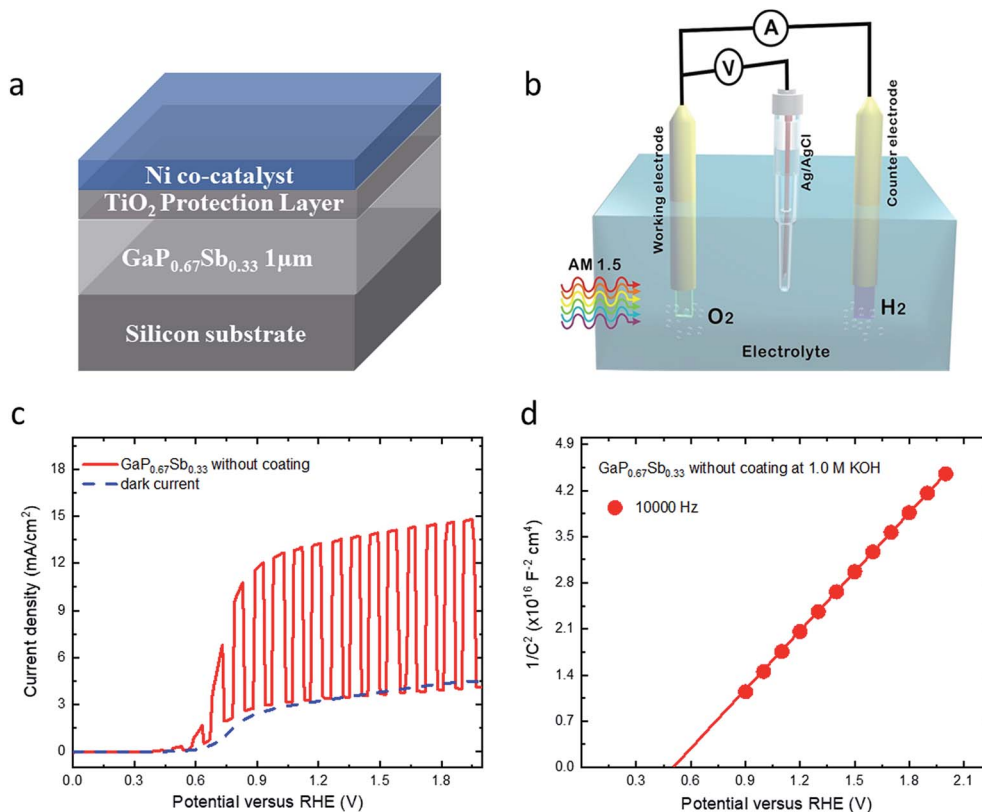 a
Ni co-catalyst
TiO₂ Protection Layer
GaP₀.₆₇Sb₀.₃₃ 1μm
Silicon substrate
b
A
V
Working electrode
Ag/AgCl
Counter electrode
AM 1.5
O₂
H₂
Electrolyte
c
18
15
12
9
6
3
0
Current density (mA/cm²)
GaP₀.₆₇Sb₀.₃₃ without coating
dark current
0.0 0.3 0.6 0.9 1.2 1.5 1.8
Potential versus RHE (V)
d
4.9
4.2
3.5
2.8
2.1
1.4
0.7
0.0
1/C² (x10¹⁶ F⁻² cm⁴)
GaP₀.₆₇Sb₀.₃₃ without coating at 1.0 M KOH
10000 Hz
0.3 0.6 0.9 1.2 1.5 1.8 2.1
Potential versus RHE (V)